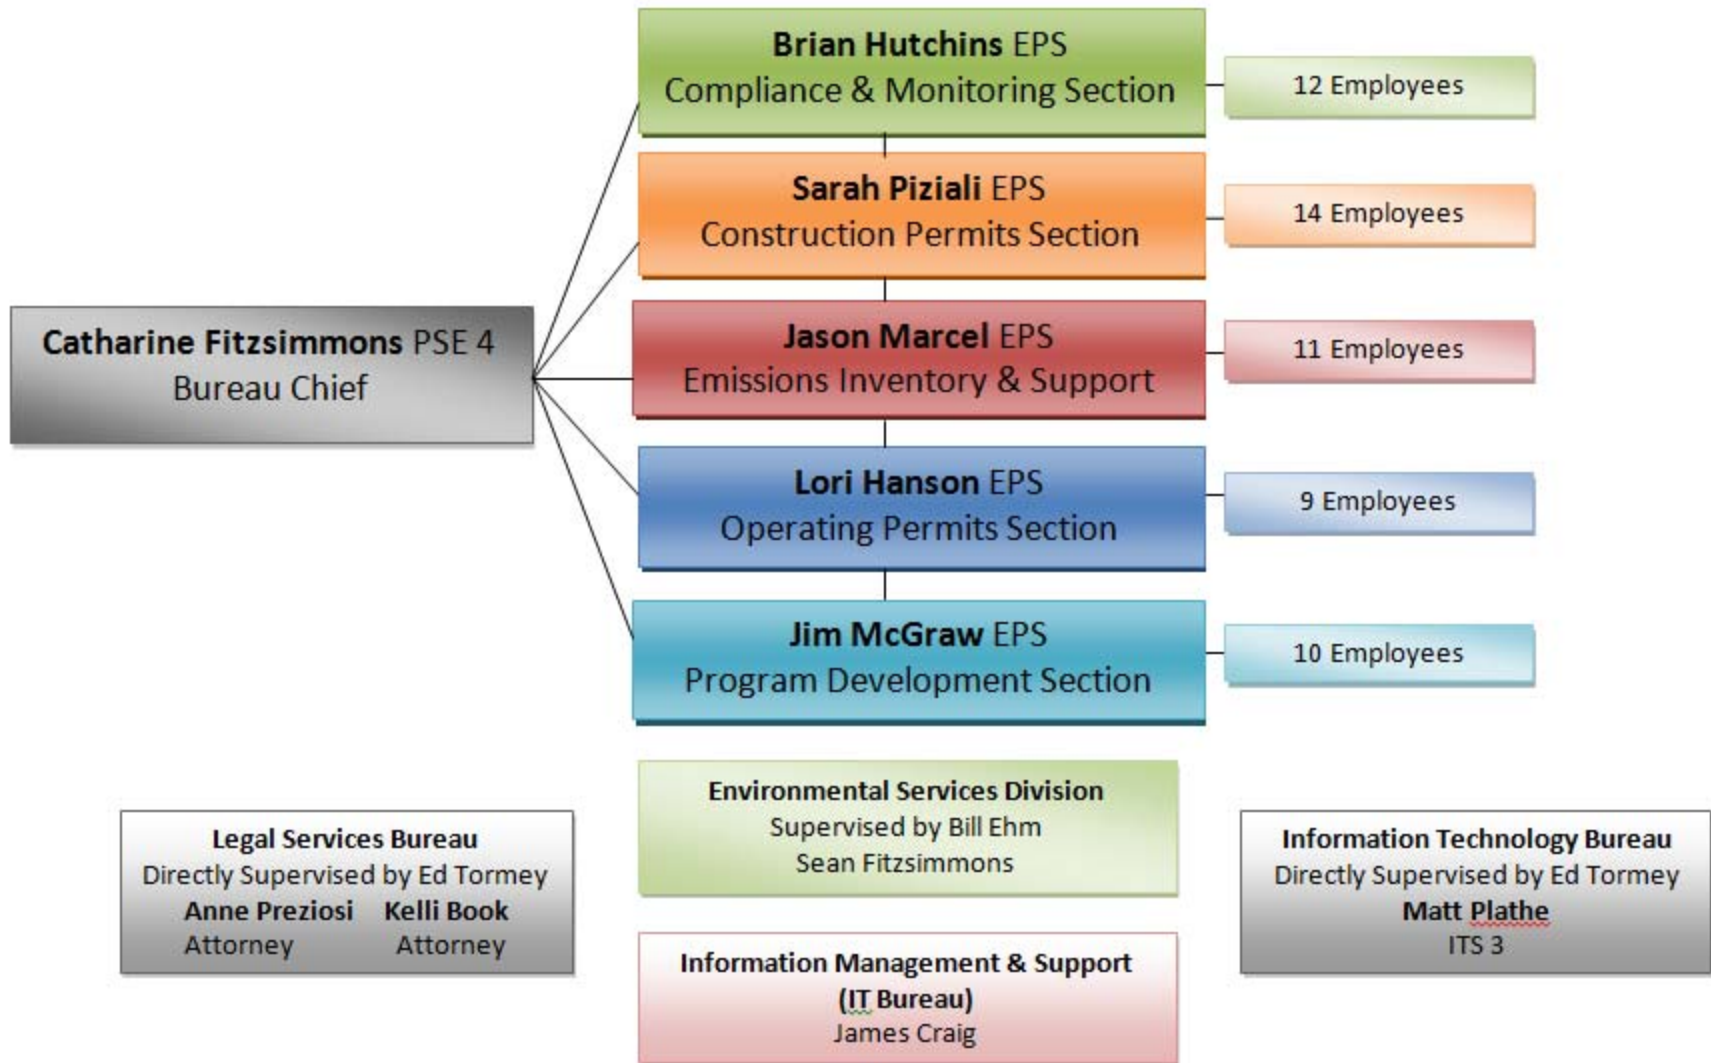 Brian Hutchins EPS
Compliance & Monitoring Section
12 Employees
Sarah Piziali EPS
Construction Permits Section
14 Employees
Catharine Fitzsimmons PSE 4
Bureau Chief
Jason Marcel EPS
Emissions Inventory & Support
11 Employees
Lori Hanson EPS
Operating Permits Section
9 Employees
Jim McGraw EPS
Program Development Section
10 Employees
Legal Services Bureau
Directly Supervised by Ed Tormey
Anne Preziosi Kelli Book
Attorney Attorney
Environmental Services Division
Supervised by Bill Ehm
Sean Fitzsimmons
Information Management & Support
(IT Bureau)
James Craig
Information Technology Bureau
Directly Supervised by Ed Tormey
Matt Plathe
ITS 3